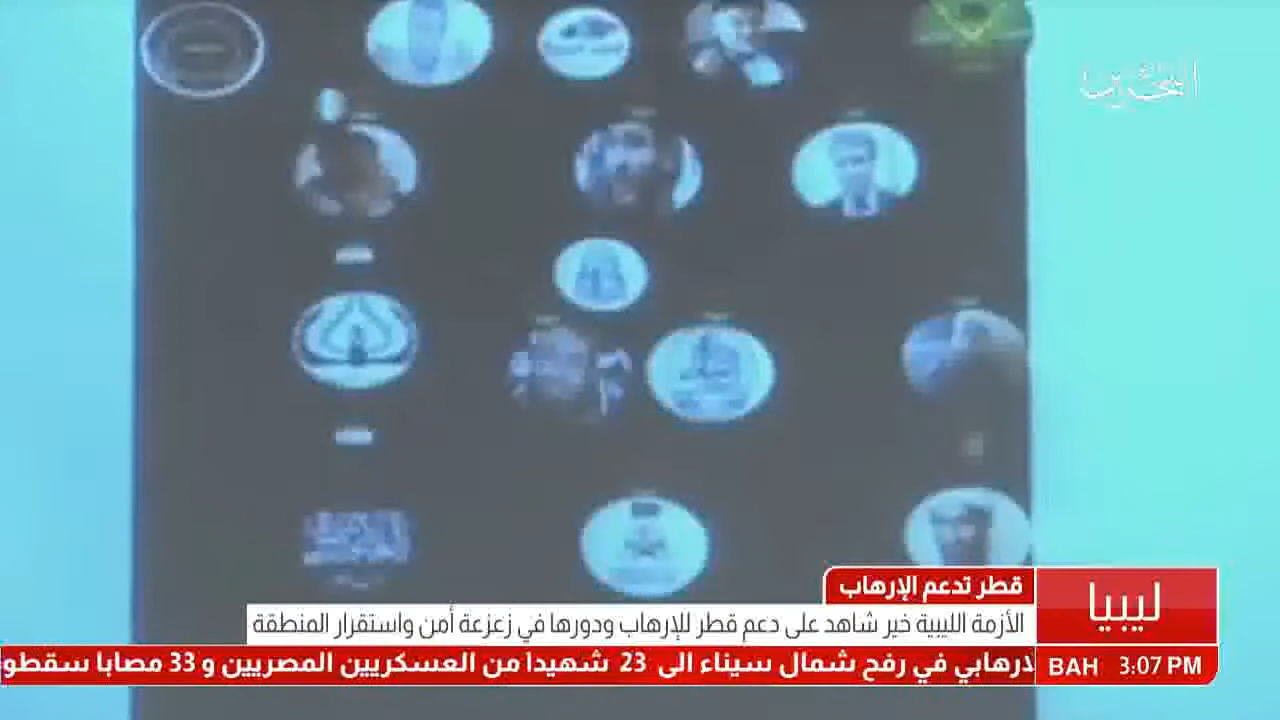 البحرين
قطر تدعم الإرهاب
ليبيا
الأزمة الليبية خير شاهد على دعم قطر للإرهاب ودورها في زعزعة أمن واستقرار المنطقة
لارهابي في رفح شمال سيناء الى 23 شهيدا من العسكريين المصريين و 33 مصابا سقطو
BAH 3:07 PM